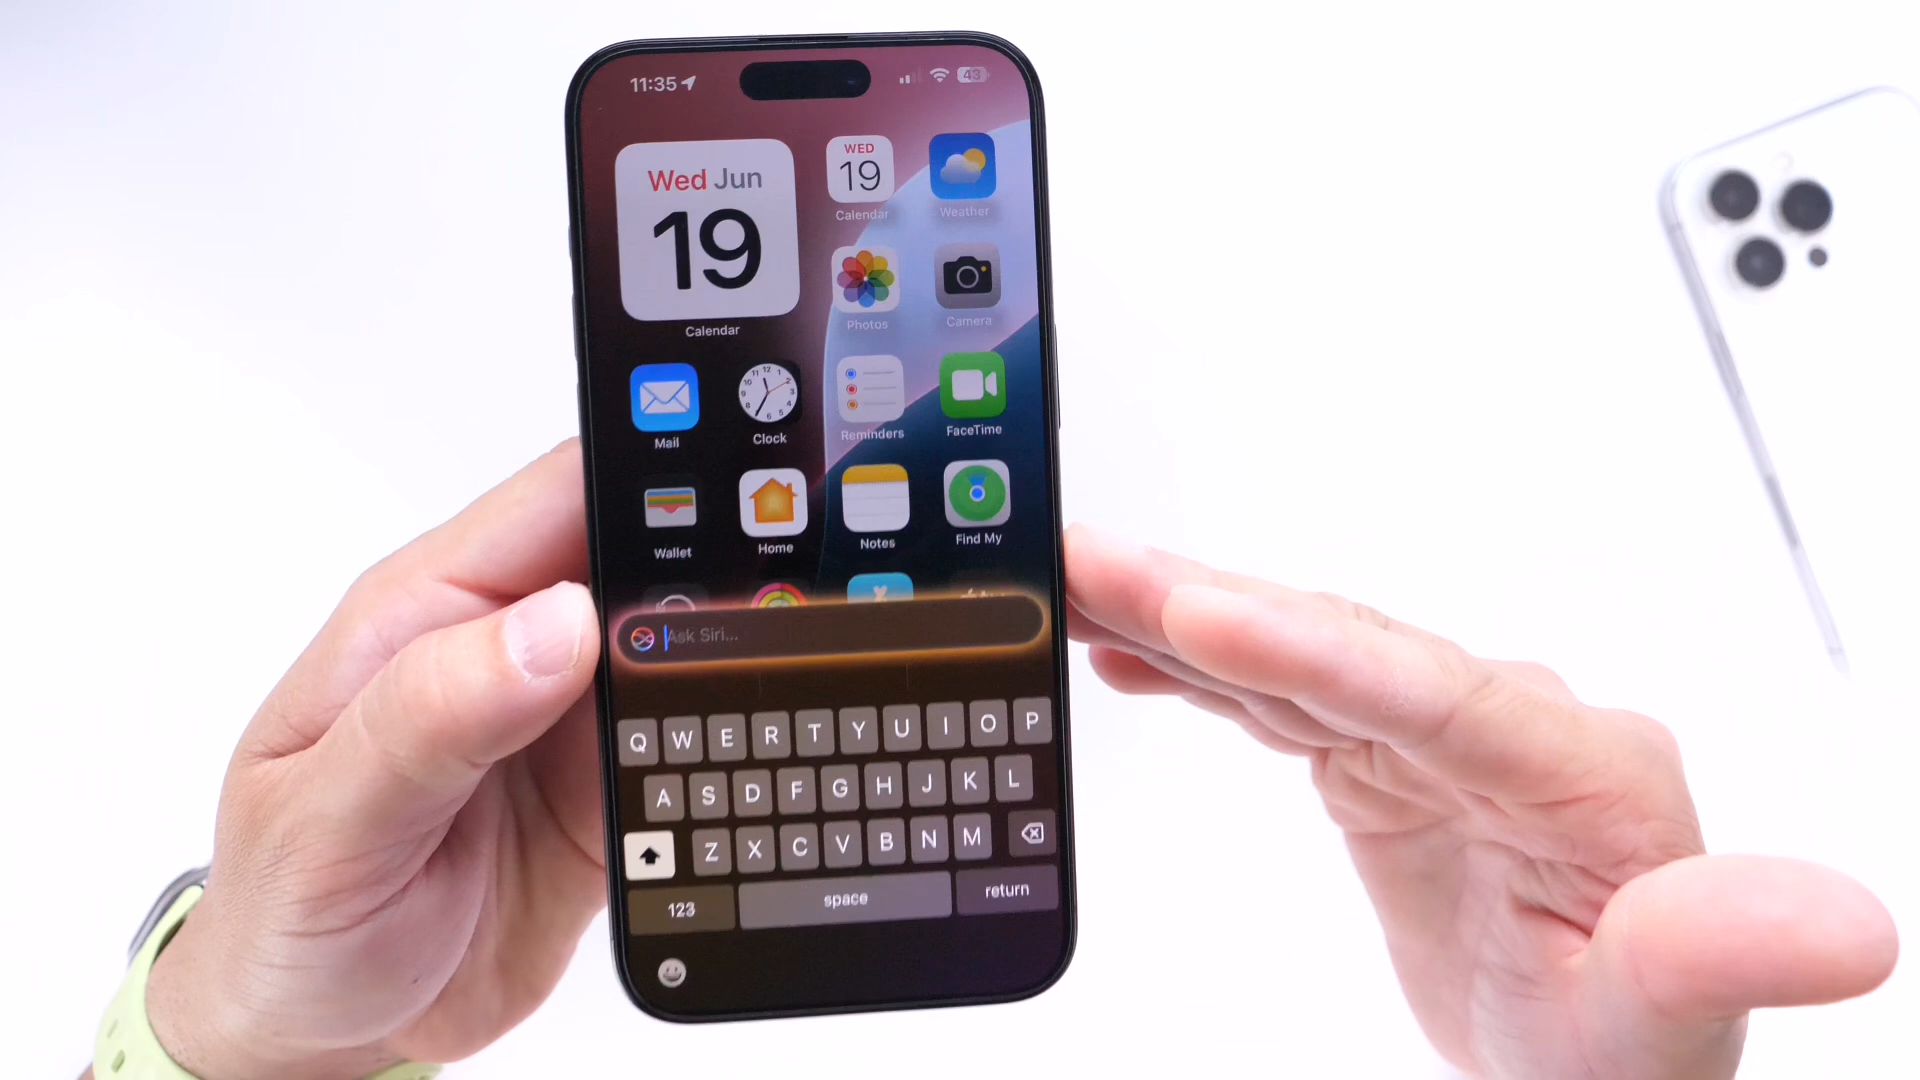 11:35
43
Wed Jun
19
Calendar
WED
19
Calendar
Weather
Photos
Camera
Mail
Clock
Reminders
FaceTime
Wallet
Home
Notes
Find My
Ask Siri...
Q W E R T Y U I O P
A S D F G H J K L
Z X C V B N M
123 space return